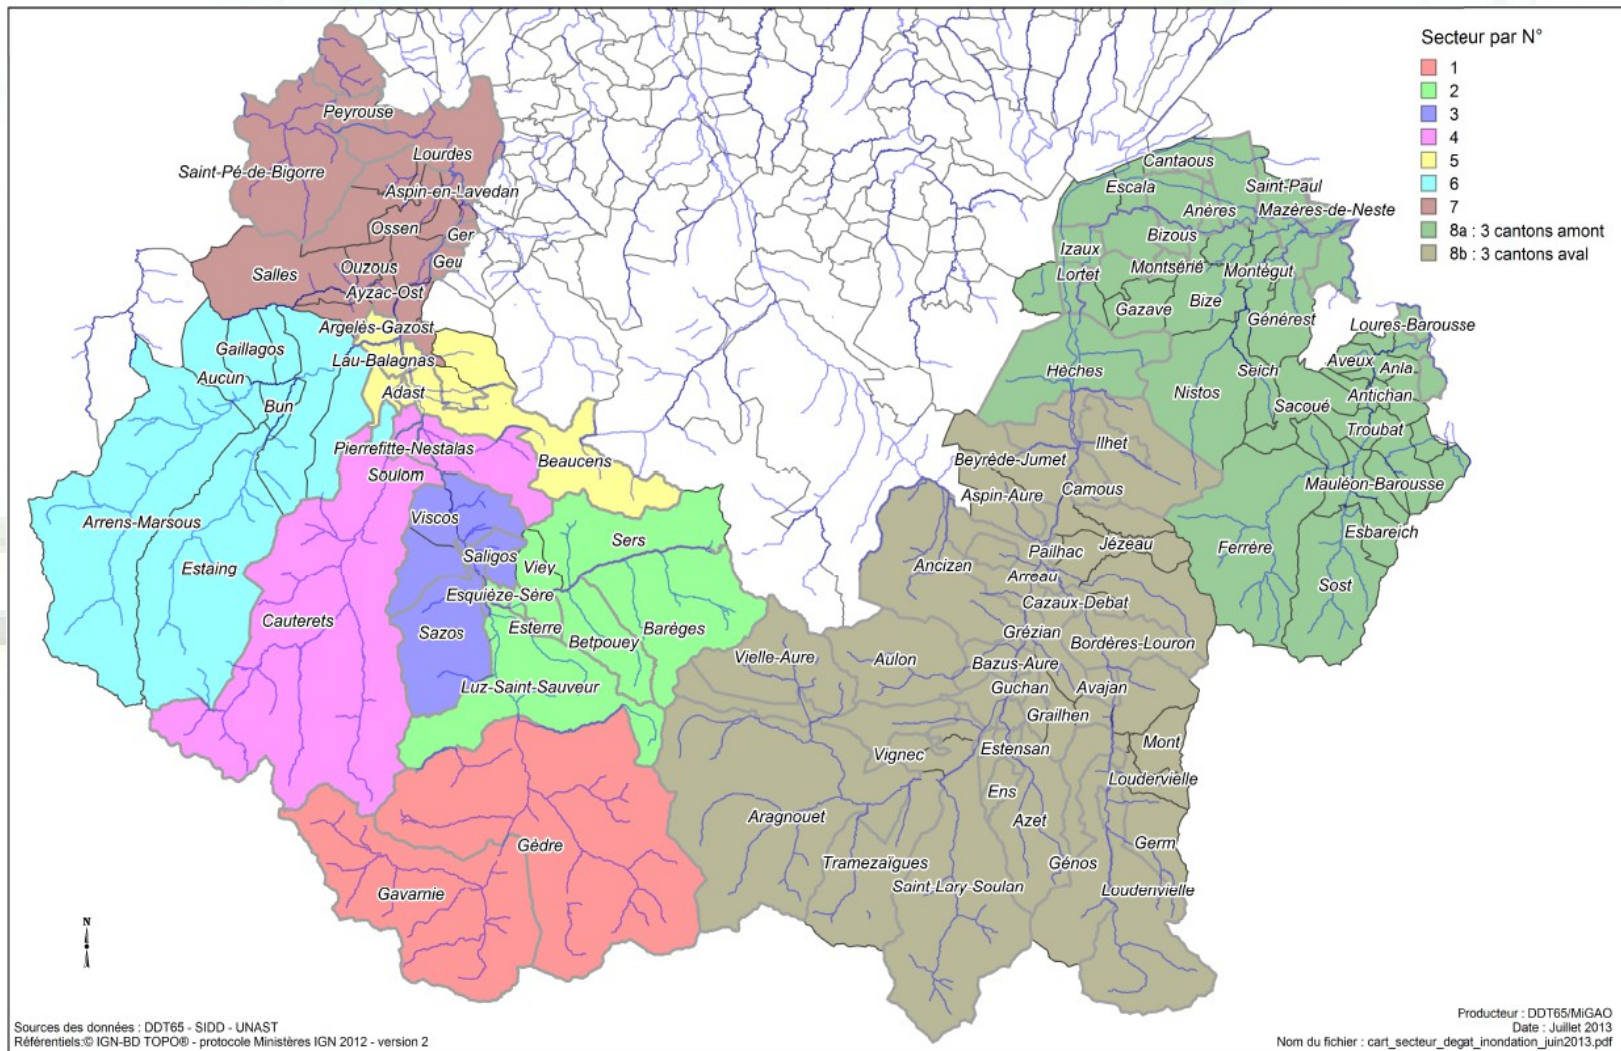 Secteur par N°
1
2
3
4
5
6
7
8a : 3 cantons amont
8b : 3 cantons aval
Peyrouse
Lourdes
Saint-Pé-de-Bigorre
Aspin-en-Lavedan
Ossen
Ger
Geu
Salles
Ouzous
Ayzac-Ost
Argelès-Gazost
Gaillagos
Lau-Balagnas
Aucun
Adast
Bun
Pierrefitte-Nestalas
Soulom
Beaucens
Arrens-Marsous
Viscos
Estaing
Saligos
Viey
Sers
Esquièze-Sère
Cauterets
Sazos
Esterre
Betpouey
Barèges
Luz-Saint-Sauveur
Gèdre
Gavarnie
Cantaous
Escala
Saint-Paul
Anères
Mazères-de-Neste
Izaux
Bizous
Lortet
Montsérié
Montégut
Gazave
Bize
Générest
Loures-Barousse
Hèches
Nistos
Seich
Aveux
Anla
Sacoué
Antichan
Troubat
Ilhet
Beyrède-Jumet
Aspin-Aure
Camous
Mauléon-Barousse
Esbareich
Ferrère
Sost
Pailhac
Jézeau
Ancizan
Arreau
Cazaux-Debat
Grézian
Bordères-Louron
Vielle-Aure
Aulon
Bazus-Aure
Guchan
Avajan
Grailhen
Vignec
Estensan
Mont
Loudervielle
Ens
Aragnouet
Azet
Germ
Tramezaïgues
Génos
Saint-Lary-Soulan
Loudenvielle
N
Sources des données : DDT65 - SIDD - UNAST
Référentiels:© IGN-BD TOPO® - protocole Ministères IGN 2012 - version 2
Producteur : DDT65/MiGAO
Date : Juillet 2013
Nom du fichier : cart_secteur_degat_inondation_juin2013.pdf